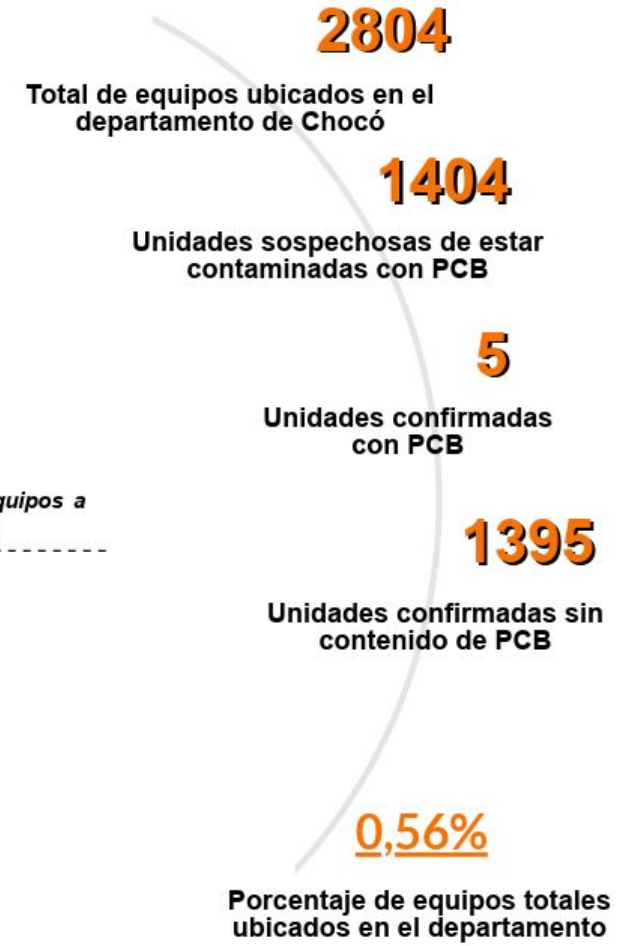 2804
Total de equipos ubicados en el
departamento de Chocó
1404
Unidades sospechosas de estar
contaminadas con PCB
5
Unidades confirmadas
con PCB
quipos a
1395
Unidades confirmadas sin
contenido de PCB
0,56%
Porcentaje de equipos totales
ubicados en el departamento